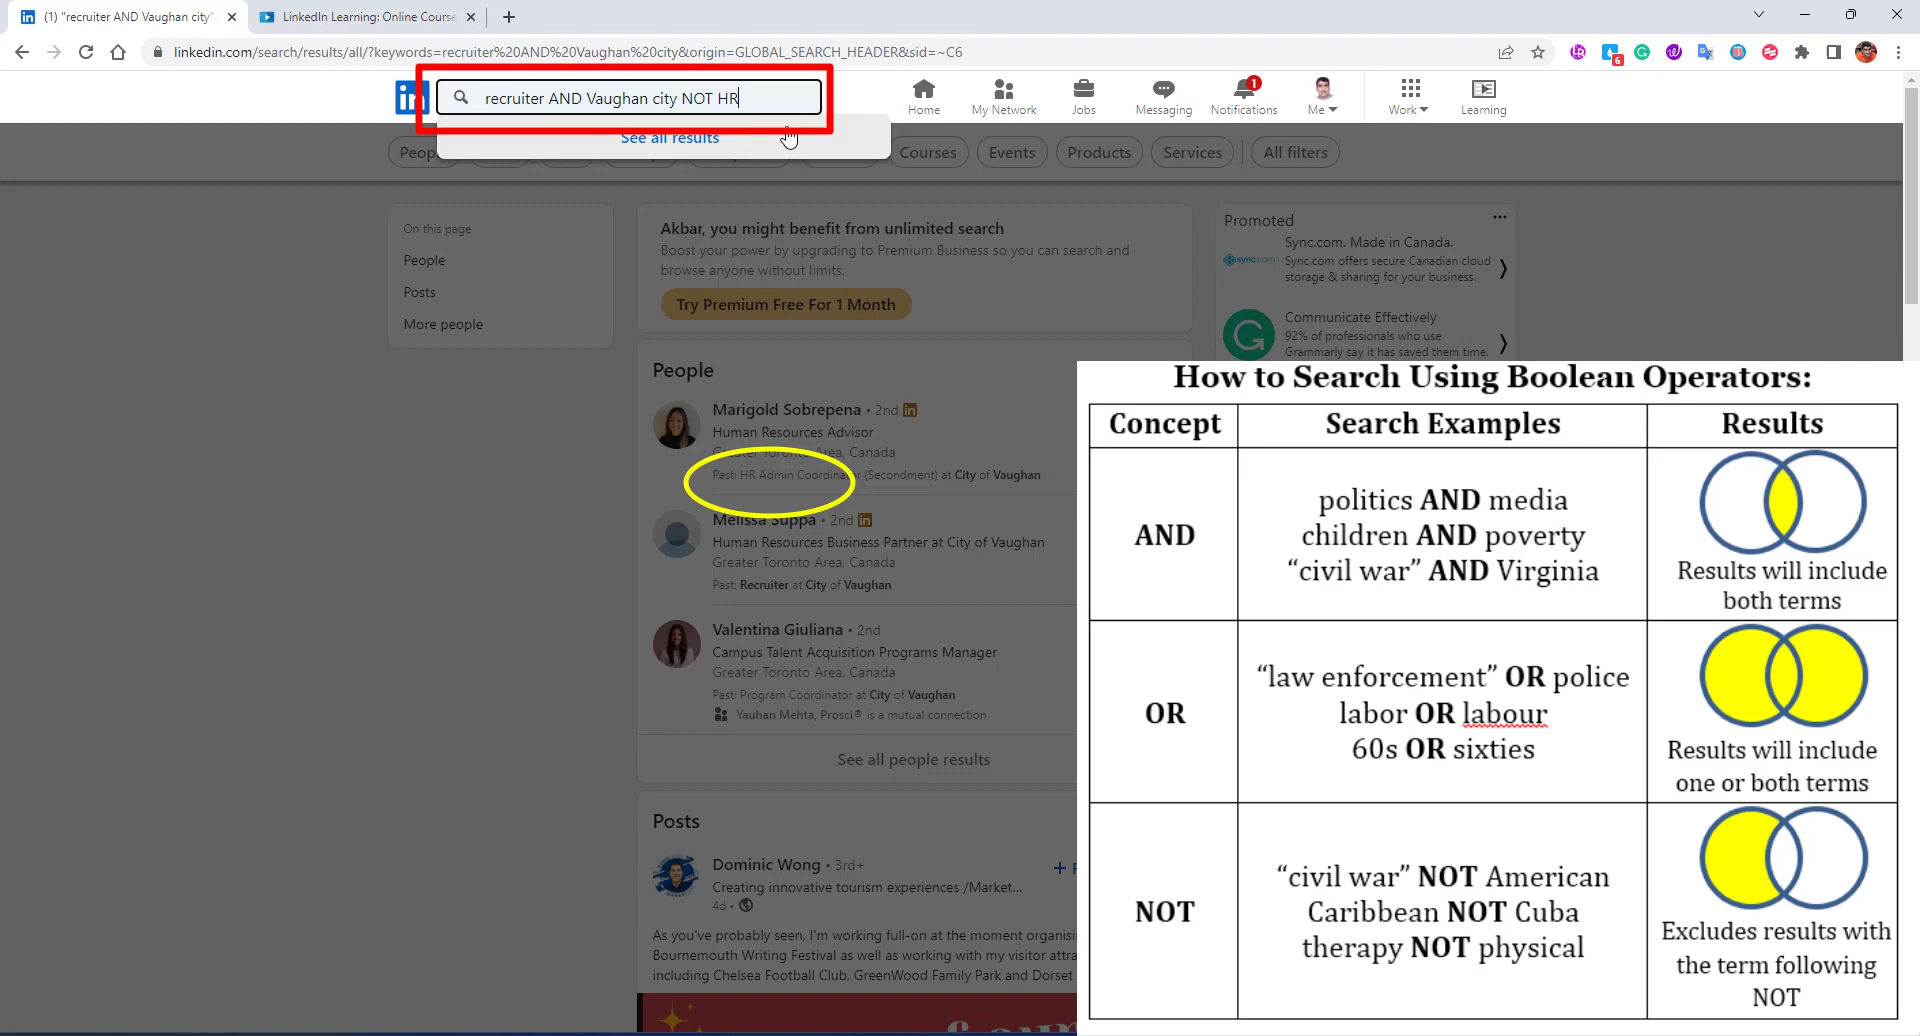 (1) "recruiter AND Vaughan city"
LinkedIn Learning: Online Course
linkedin.com/search/results/all/?keywords=recruiter%20AND%20Vaughan%20city&origin=GLOBAL_SEARCH_HEADER&sid=~C6
6
in
recruiter AND Vaughan city NOT HR
See all results
Home
My Network
Jobs
Messaging
1
Notifications
Me
Work
Learning
Peop
Courses
Events
Products
Services
All filters
On this page
People
Posts
More people
Akbar, you might benefit from unlimited search
Boost your power by upgrading to Premium Business so you can search and
browse anyone without limits.
Try Premium Free For 1 Month
Promoted
Sync.com. Made in Canada.
sync.com
Sync.com offers secure Canadian cloud
storage & sharing for your business.
Communicate Effectively
92% of professionals who use
Grammarly say it has saved them time.
People
Marigold Sobrepena • 2nd in
Human Resources Advisor
Greater Toronto Area, Canada
Past: HR Admin Coordinator (Secondment) at City of Vaughan
Melissa Suppa • 2nd in
Human Resources Business Partner at City of Vaughan
Greater Toronto Area, Canada
Past: Recruiter at City of Vaughan
Valentina Giuliana • 2nd
Campus Talent Acquisition Programs Manager
Greater Toronto Area, Canada
Past: Program Coordinator at City of Vaughan
Yauhan Mehta, Prosci® is a mutual connection
See all people results
Posts
Dominic Wong • 3rd+
+ F
Creating innovative tourism experiences /Market...
4d •
As you've probably seen, I'm working full-on at the moment organisi
Bournemouth Writing Festival as well as working with my visitor attra
including Chelsea Football Club, GreenWood Family Park and Dorset
How to Search Using Boolean Operators:
Concept
Search Examples
Results
AND
politics AND media
children AND poverty
“civil war” AND Virginia
Results will include
both terms
OR
“law enforcement” OR police
labor OR labour
60s OR sixties
Results will include
one or both terms
NOT
“civil war” NOT American
Caribbean NOT Cuba
therapy NOT physical
Excludes results with
the term following
NOT